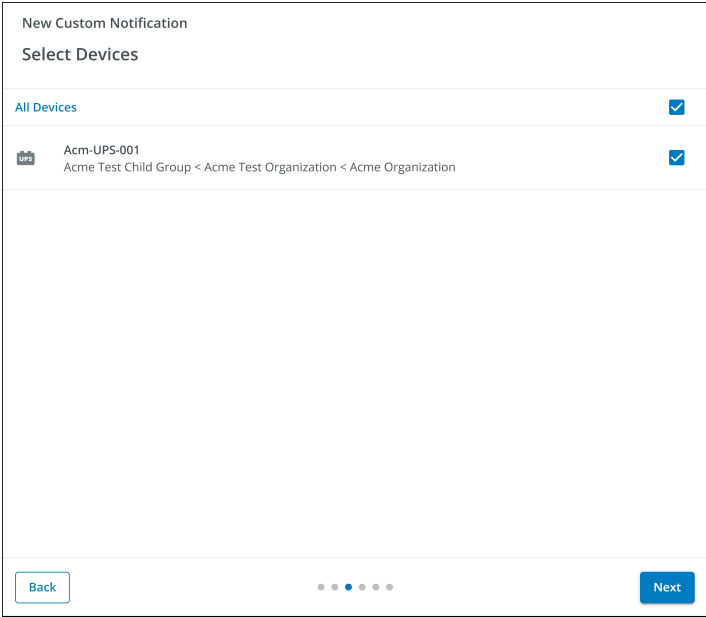 New Custom Notification
Select Devices
All Devices
UPS
Acm-UPS-001
Acme Test Child Group < Acme Test Organization < Acme Organization
Back
Next